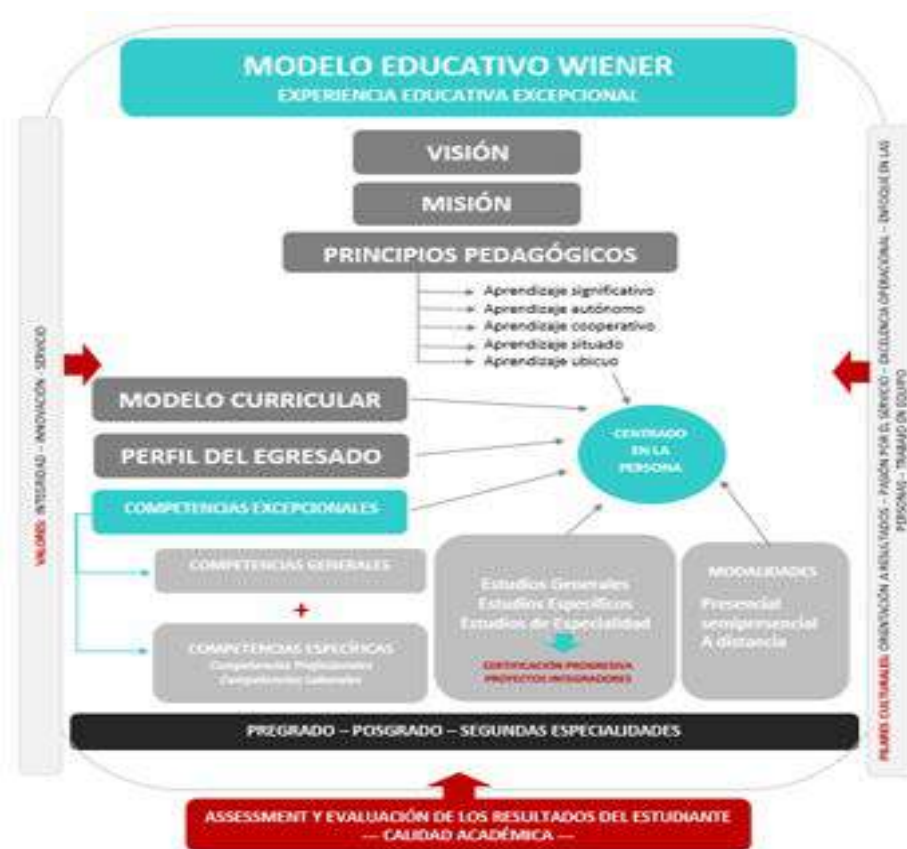 MODELO EDUCATIVO WIENER
EXPERIENCIA EDUCATIVA EXCEPCIONAL
VISIÓN
MISIÓN
PRINCIPIOS PEDAGÓGICOS
Aprendizaje significativo
Aprendizaje autónomo
Aprendizaje cooperativo
Aprendizaje situado
Aprendizaje ubicuo
VALORES: INTEGRIDAD – INNOVACIÓN - SERVICIO
MODELO CURRICULAR
PERFIL DEL EGRESADO
COMPETENCIAS EXCEPCIONALES
CENTRADO
EN LA
PERSONA
COMPETENCIAS GENERALES
+
COMPETENCIAS ESPECÍFICAS
Competencias Profesionales
Competencias Laborales
Estudios Generales
Estudios Específicos
Estudios de Especialidad
CERTIFICACIÓN PROGRESIVA
PROYECTOS INTEGRADORES
MODALIDADES
Presencial
semipresencial
A distancia
PILARES CULTURALES: ORIENTACIÓN A RESULTADOS – PASIÓN POR EL SERVICIO – EXCELENCIA OPERACIONAL – ENFOQUE EN LAS
PERSONAS – TRABAJO EN EQUIPO
PREGRADO – POSGRADO – SEGUNDAS ESPECIALIDADES
ASSESSMENT Y EVALUACIÓN DE LOS RESULTADOS DEL ESTUDIANTE
--- CALIDAD ACADÉMICA ---